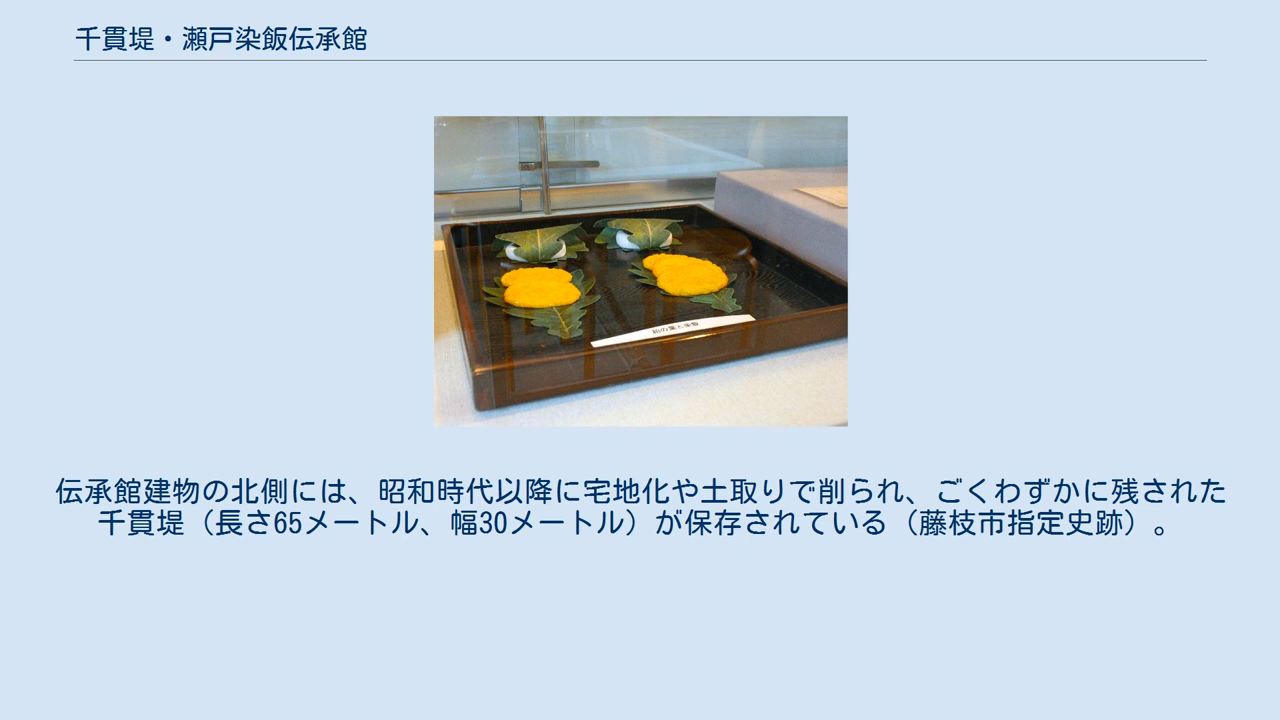 千貫堤・瀬戸染飯伝承館
伝承館建物の北側には、昭和時代以降に宅地化や土取りで削られ、ごくわずかに残された
千貫堤（長さ65メートル、幅30メートル）が保存されている（藤枝市指定史跡）。